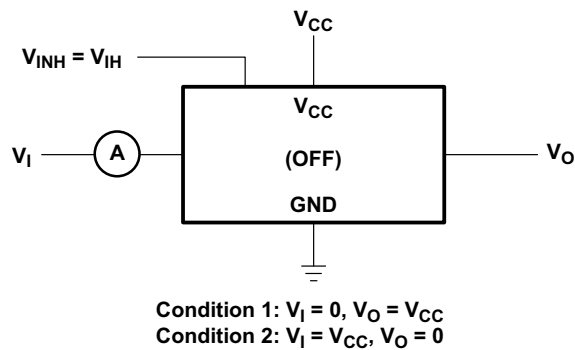 V_CC
V_INH = V_IH
V_CC
V_I
A
(OFF)
V_O
GND
Condition 1: V_I = 0, V_O = V_CC
Condition 2: V_I = V_CC, V_O = 0